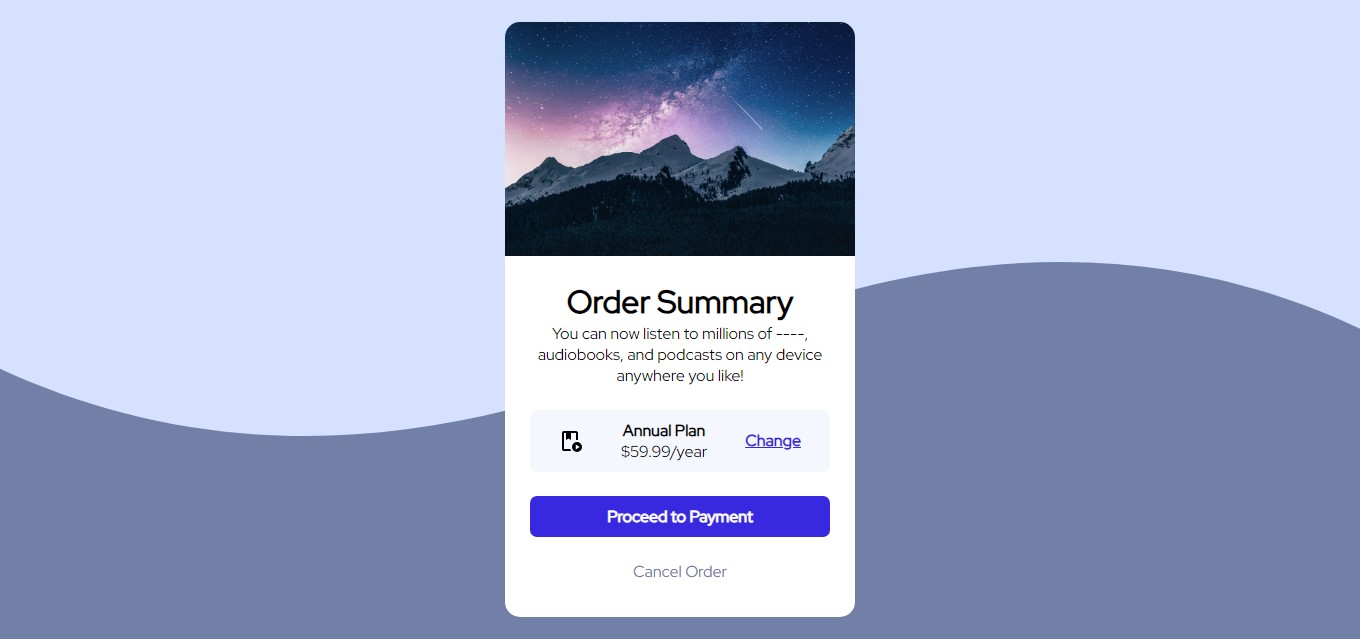 Order Summary
You can now listen to millions of ----,
audiobooks, and podcasts on any device
anywhere you like!
Annual Plan
$59.99/year
Change
Proceed to Payment
Cancel Order